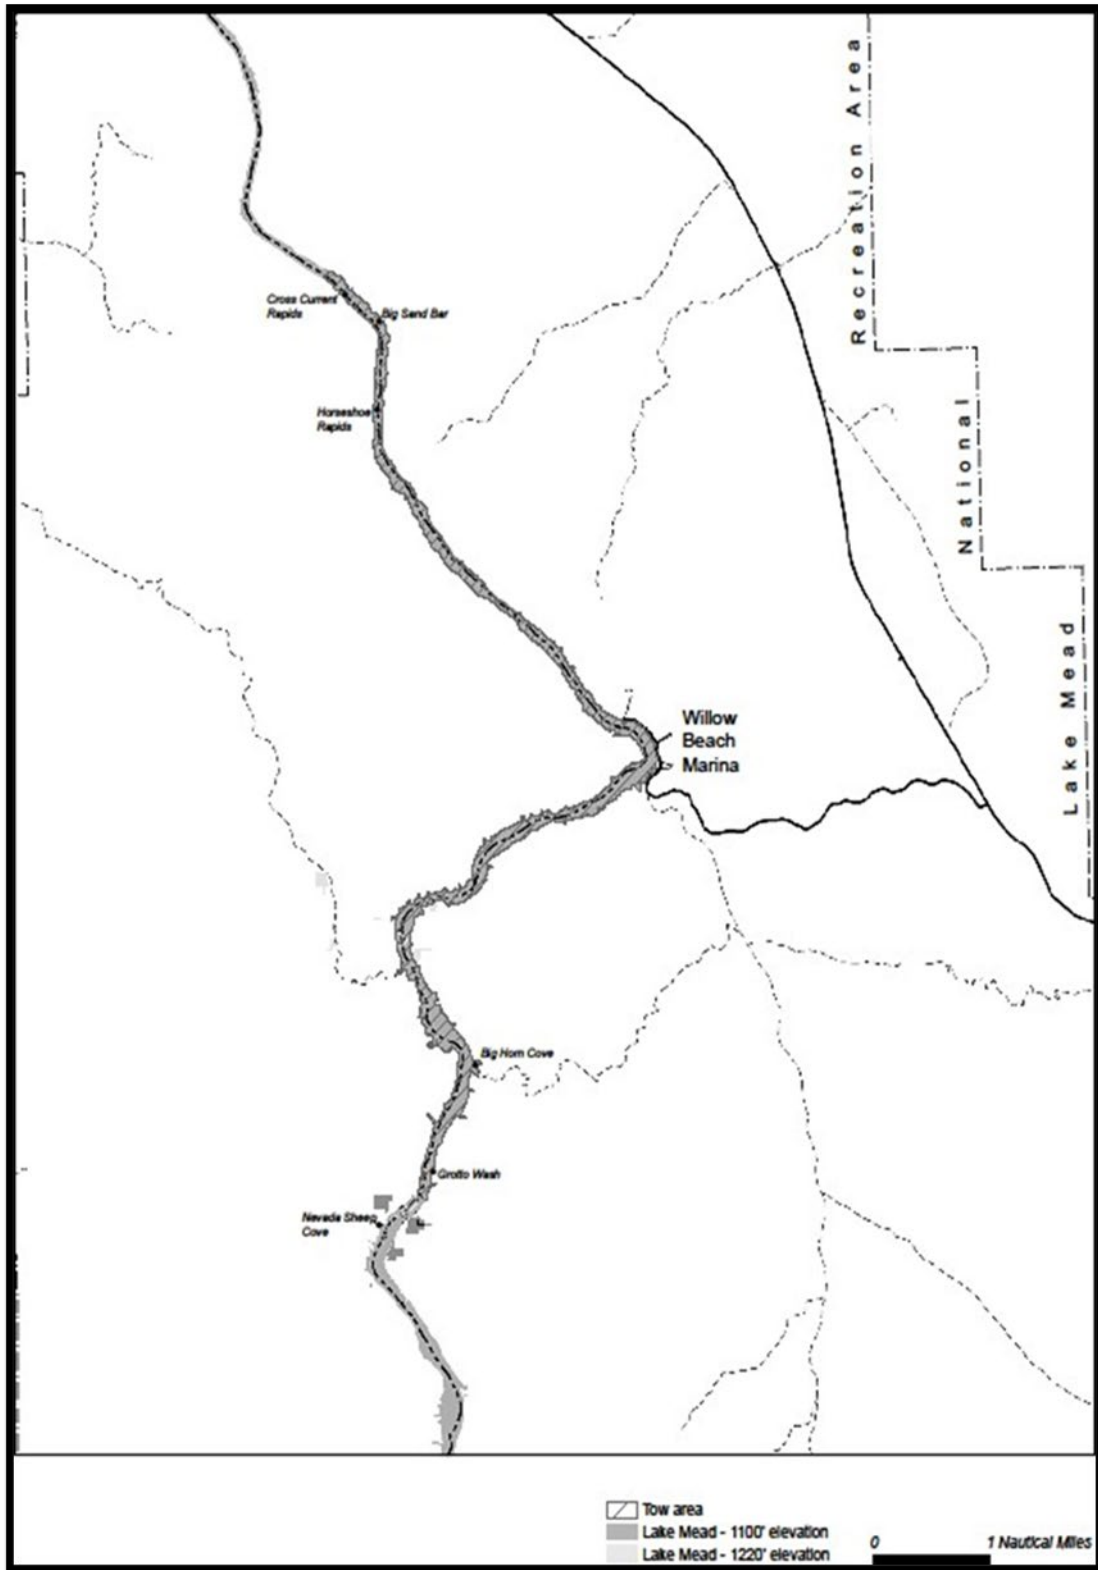 Recreation Area
Cross Current
Rapids
Big Sand Bar
Horseshoe
Rapids
National
Lake Mead
Willow
Beach
Marina
Big Horn Cove
Grotto Wash
Nevada Sheep
Cove
Tow area
Lake Mead - 1100' elevation
Lake Mead - 1220' elevation
0
1 Nautical Miles